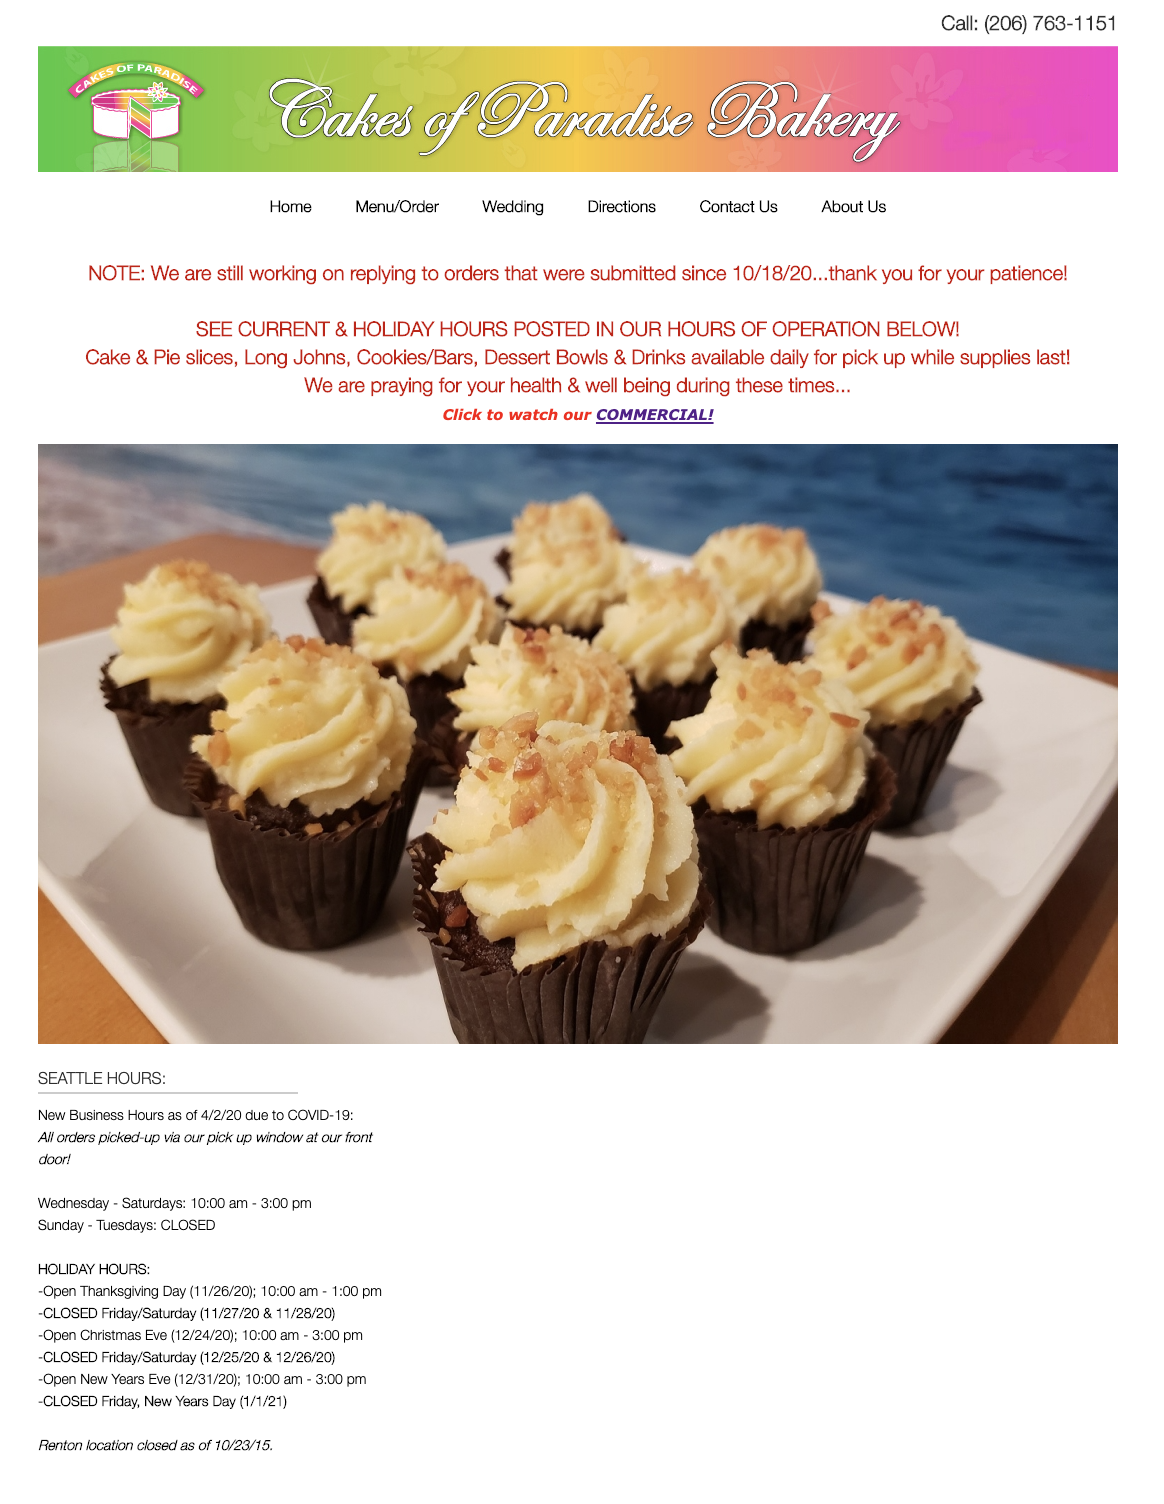 Call: (206) 763-1151
CAKES OF PARADISE
Cakes of Paradise Bakery
Home Menu/Order Wedding Directions Contact Us About Us
NOTE: We are still working on replying to orders that were submitted since 10/18/20...thank you for your patience!
SEE CURRENT & HOLIDAY HOURS POSTED IN OUR HOURS OF OPERATION BELOW!
Cake & Pie slices, Long Johns, Cookies/Bars, Dessert Bowls & Drinks available daily for pick up while supplies last!
We are praying for your health & well being during these times...
Click to watch our COMMERCIAL!
SEATTLE HOURS:
New Business Hours as of 4/2/20 due to COVID-19:
All orders picked-up via our pick up window at our front
door!
Wednesday - Saturdays: 10:00 am - 3:00 pm
Sunday - Tuesdays: CLOSED
HOLIDAY HOURS:
-Open Thanksgiving Day (11/26/20); 10:00 am - 1:00 pm
-CLOSED Friday/Saturday (11/27/20 & 11/28/20)
-Open Christmas Eve (12/24/20); 10:00 am - 3:00 pm
-CLOSED Friday/Saturday (12/25/20 & 12/26/20)
-Open New Years Eve (12/31/20); 10:00 am - 3:00 pm
-CLOSED Friday, New Years Day (1/1/21)
Renton location closed as of 10/23/15.